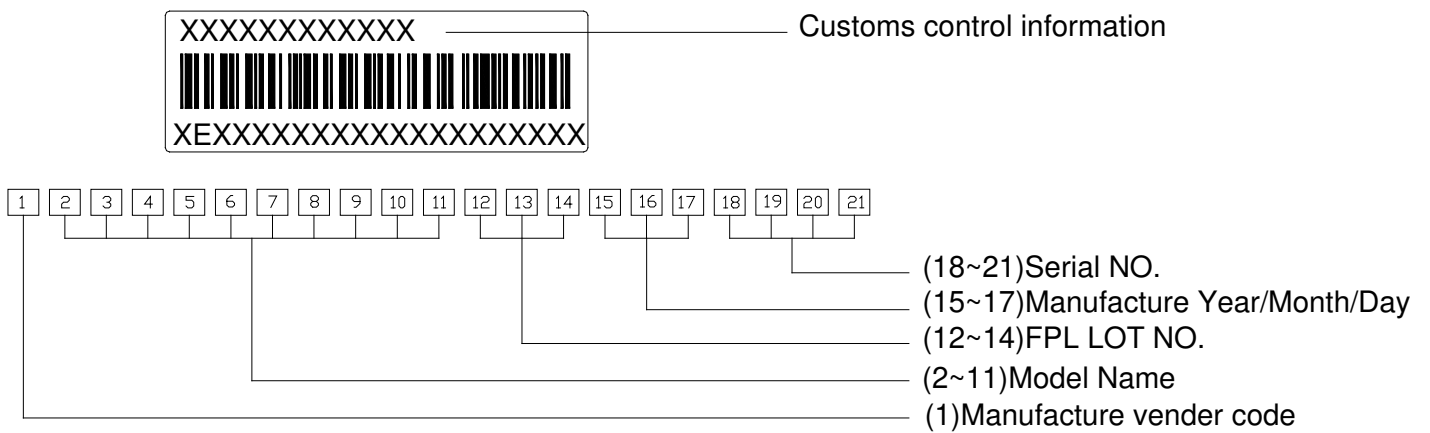 XXXXXXXXXXXX
Customs control information
XEXXXXXXXXXXXXXXXXXXX
1 2 3 4 5 6 7 8 9 10 11 12 13 14 15 16 17 18 19 20 21
(18~21)Serial NO.
(15~17)Manufacture Year/Month/Day
(12~14)FPL LOT NO.
(2~11)Model Name
(1)Manufacture vender code